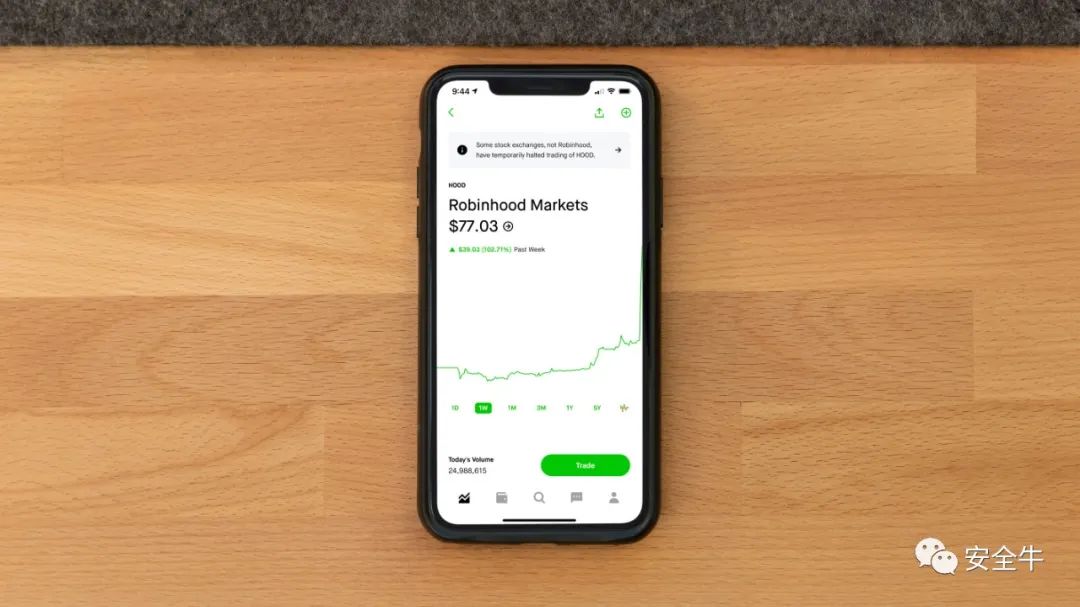 9:44
Some stock exchanges, not Robinhood,
have temporarily halted trading of HOOD.
HOOD
Robinhood Markets
$77.03
$39.03 (102.71%) Past Week
1D 1W 1M 3M 1Y 5Y
Today's Volume
24,988,615
Trade
安全牛